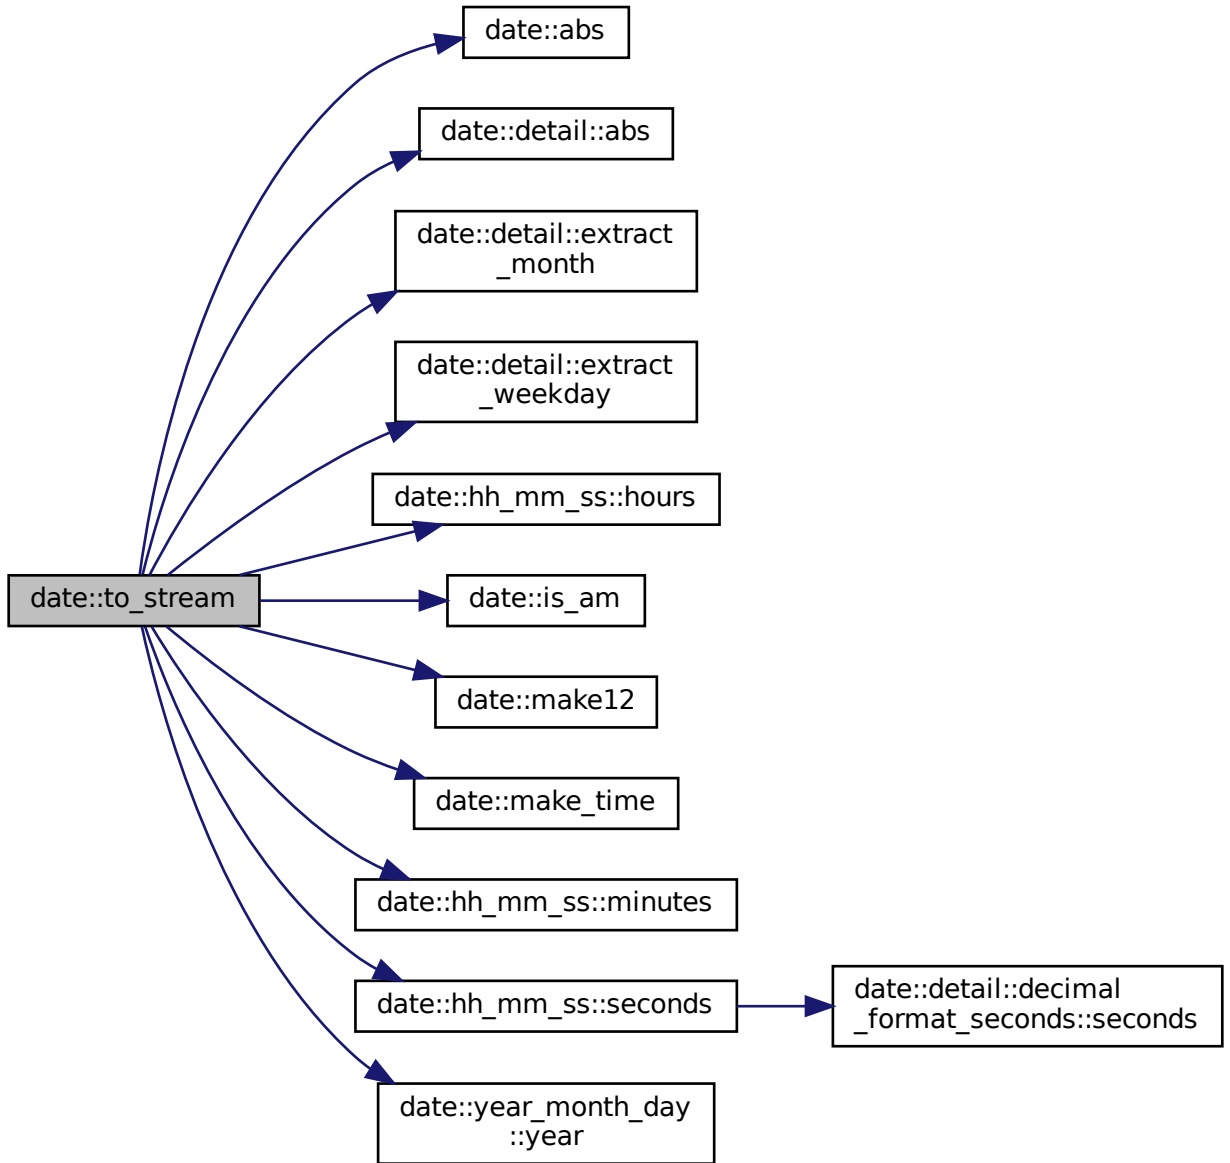 date::abs
date::detail::abs
date::detail::extract
_month
date::detail::extract
_weekday
date::hh_mm_ss::hours
date::to_stream
date::is_am
date::make12
date::make_time
date::hh_mm_ss::minutes
date::hh_mm_ss::seconds
date::detail::decimal
_format_seconds::seconds
date::year_month_day
::year